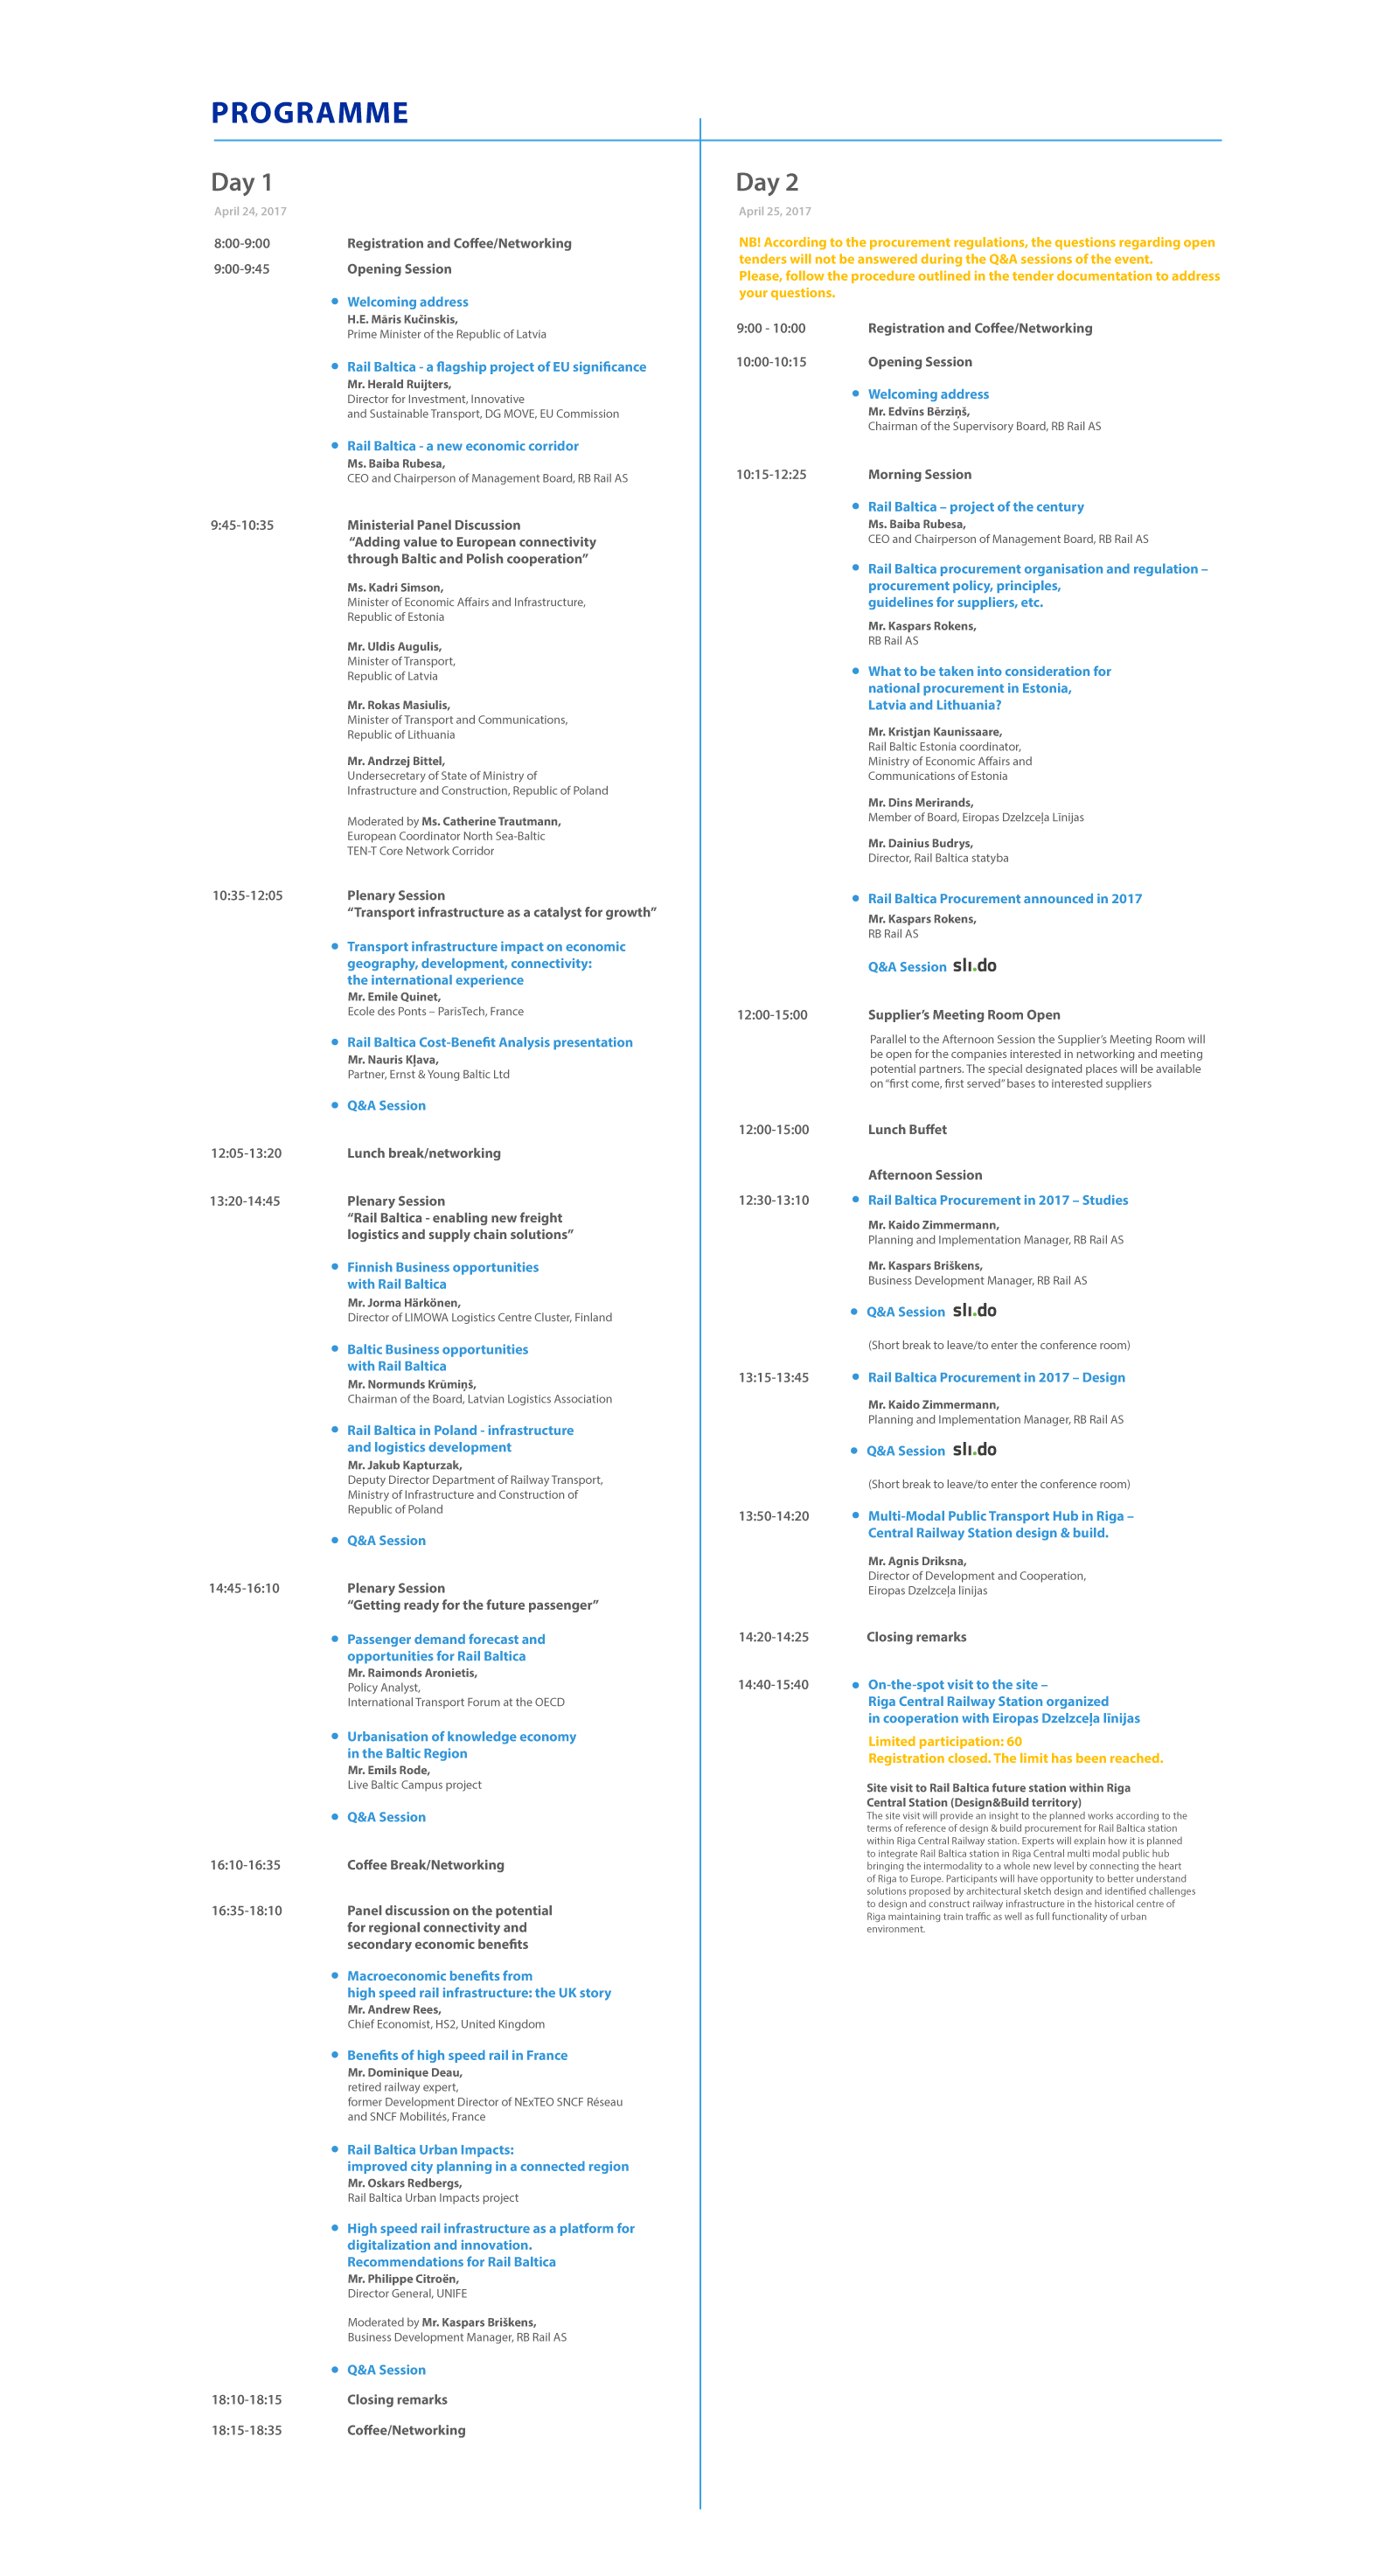 PROGRAMME
Day 1
April 24, 2017
8:00-9:00 Registration and Coffee/Networking
9:00-9:45 Opening Session
Welcoming address
H.E. Māris Kučinskis,
Prime Minister of the Republic of Latvia
Rail Baltica - a flagship project of EU significance
Mr. Herald Ruijters,
Director for Investment, Innovative
and Sustainable Transport, DG MOVE, EU Commission
Rail Baltica - a new economic corridor
Ms. Baiba Rubesa,
CEO and Chairperson of Management Board, RB Rail AS
9:45-10:35 Ministerial Panel Discussion
“Adding value to European connectivity
through Baltic and Polish cooperation”
Ms. Kadri Simson,
Minister of Economic Affairs and Infrastructure,
Republic of Estonia
Mr. Uldis Augulis,
Minister of Transport,
Republic of Latvia
Mr. Rokas Masiulis,
Minister of Transport and Communications,
Republic of Lithuania
Mr. Andrzej Bittel,
Undersecretary of State of Ministry of
Infrastructure and Construction, Republic of Poland
Moderated by Ms. Catherine Trautmann,
European Coordinator North Sea-Baltic
TEN-T Core Network Corridor
10:35-12:05 Plenary Session
“Transport infrastructure as a catalyst for growth”
Transport infrastructure impact on economic
geography, development, connectivity:
the international experience
Mr. Emile Quinet,
Ecole des Ponts – ParisTech, France
Rail Baltica Cost-Benefit Analysis presentation
Mr. Nauris Kļava,
Partner, Ernst & Young Baltic Ltd
Q&A Session
12:05-13:20 Lunch break/networking
13:20-14:45 Plenary Session
“Rail Baltica - enabling new freight
logistics and supply chain solutions”
Finnish Business opportunities
with Rail Baltica
Mr. Jorma Härkönen,
Director of LIMOWA Logistics Centre Cluster, Finland
Baltic Business opportunities
with Rail Baltica
Mr. Normunds Krūmiņš,
Chairman of the Board, Latvian Logistics Association
Rail Baltica in Poland - infrastructure
and logistics development
Mr. Jakub Kapturzak,
Deputy Director Department of Railway Transport,
Ministry of Infrastructure and Construction of
Republic of Poland
Q&A Session
14:45-16:10 Plenary Session
“Getting ready for the future passenger”
Passenger demand forecast and
opportunities for Rail Baltica
Mr. Raimonds Aronietis,
Policy Analyst,
International Transport Forum at the OECD
Urbanisation of knowledge economy
in the Baltic Region
Mr. Emils Rode,
Live Baltic Campus project
Q&A Session
16:10-16:35 Coffee Break/Networking
16:35-18:10 Panel discussion on the potential
for regional connectivity and
secondary economic benefits
Macroeconomic benefits from
high speed rail infrastructure: the UK story
Mr. Andrew Rees,
Chief Economist, HS2, United Kingdom
Benefits of high speed rail in France
Mr. Dominique Deau,
retired railway expert,
former Development Director of NExTEO SNCF Réseau
and SNCF Mobilités, France
Rail Baltica Urban Impacts:
improved city planning in a connected region
Mr. Oskars Redbergs,
Rail Baltica Urban Impacts project
High speed rail infrastructure as a platform for
digitalization and innovation.
Recommendations for Rail Baltica
Mr. Philippe Citroën,
Director General, UNIFE
Moderated by Mr. Kaspars Briškens,
Business Development Manager, RB Rail AS
Q&A Session
18:10-18:15 Closing remarks
18:15-18:35 Coffee/Networking
Day 2
April 25, 2017
NB! According to the procurement regulations, the questions regarding open
tenders will not be answered during the Q&A sessions of the event.
Please, follow the procedure outlined in the tender documentation to address
your questions.
9:00 - 10:00 Registration and Coffee/Networking
10:00-10:15 Opening Session
Welcoming address
Mr. Edvīns Bērziņš,
Chairman of the Supervisory Board, RB Rail AS
10:15-12:25 Morning Session
Rail Baltica – project of the century
Ms. Baiba Rubesa,
CEO and Chairperson of Management Board, RB Rail AS
Rail Baltica procurement organisation and regulation –
procurement policy, principles,
guidelines for suppliers, etc.
Mr. Kaspars Rokens,
RB Rail AS
What to be taken into consideration for
national procurement in Estonia,
Latvia and Lithuania?
Mr. Kristjan Kaunissaare,
Rail Baltic Estonia coordinator,
Ministry of Economic Affairs and
Communications of Estonia
Mr. Dins Merirands,
Member of Board, Eiropas Dzelzceļa Līnijas
Mr. Dainius Budrys,
Director, Rail Baltica statyba
Rail Baltica Procurement announced in 2017
Mr. Kaspars Rokens,
RB Rail AS
Q&A Session sli.do
12:00-15:00 Supplier’s Meeting Room Open
Parallel to the Afternoon Session the Supplier’s Meeting Room will
be open for the companies interested in networking and meeting
potential partners. The special designated places will be available
on “first come, first served” bases to interested suppliers
12:00-15:00 Lunch Buffet
Afternoon Session
12:30-13:10 Rail Baltica Procurement in 2017 – Studies
Mr. Kaido Zimmermann,
Planning and Implementation Manager, RB Rail AS
Mr. Kaspars Briškens,
Business Development Manager, RB Rail AS
Q&A Session sli.do
(Short break to leave/to enter the conference room)
13:15-13:45 Rail Baltica Procurement in 2017 – Design
Mr. Kaido Zimmermann,
Planning and Implementation Manager, RB Rail AS
Q&A Session sli.do
(Short break to leave/to enter the conference room)
13:50-14:20 Multi-Modal Public Transport Hub in Riga –
Central Railway Station design & build.
Mr. Agnis Driksna,
Director of Development and Cooperation,
Eiropas Dzelzceļa līnijas
14:20-14:25 Closing remarks
14:40-15:40 On-the-spot visit to the site –
Riga Central Railway Station organized
in cooperation with Eiropas Dzelzceļa līnijas
Limited participation: 60
Registration closed. The limit has been reached.
Site visit to Rail Baltica future station within Riga
Central Station (Design&Build territory)
The site visit will provide an insight to the planned works according to the
terms of reference of design & build procurement for Rail Baltica station
within Riga Central Railway station. Experts will explain how it is planned
to integrate Rail Baltica station in Riga Central multi modal public hub
bringing the intermodality to a whole new level by connecting the heart
of Riga to Europe. Participants will have opportunity to better understand
solutions proposed by architectural sketch design and identified challenges
to design and construct railway infrastructure in the historical centre of
Riga maintaining train traffic as well as full functionality of urban
environment.